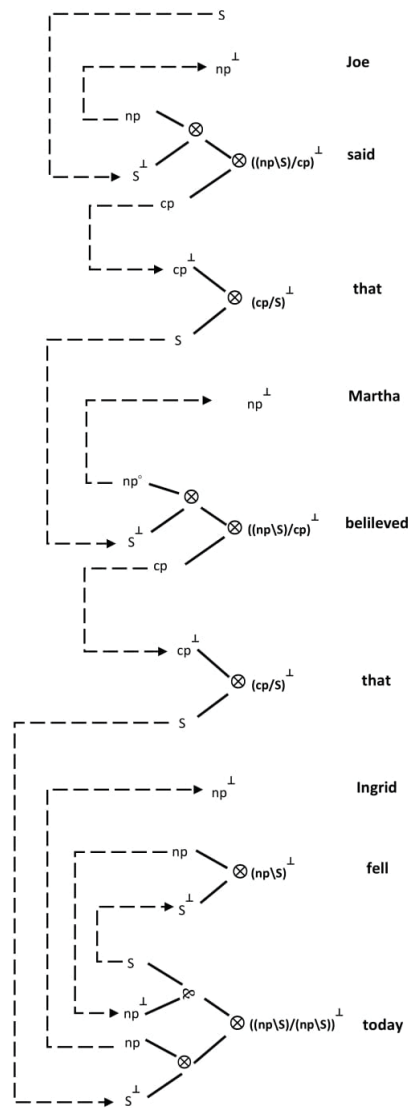 S
np⊥ Joe
np
⊗
S⊥ ⊗ ((np\S)/cp)⊥ said
cp
cp⊥
⊗ (cp/S)⊥ that
S
np⊥ Martha
np°
⊗
S⊥ ⊗ ((np\S)/cp)⊥ belileved
cp
cp⊥
⊗ (cp/S)⊥ that
S
np⊥ Ingrid
np
⊗ (np\S)⊥ fell
S⊥
S
⅋
np⊥
⊗ ((np\S)/(np\S))⊥ today
np
⊗
S⊥